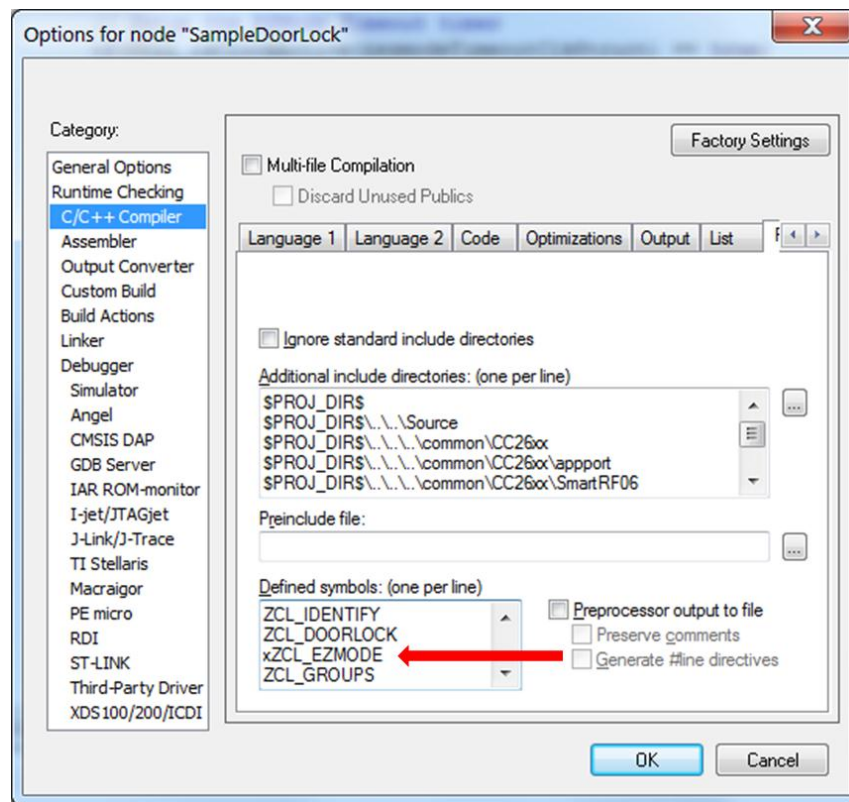 Options for node "SampleDoorLock"
Category:
General Options
Runtime Checking
C/C++ Compiler
Assembler
Output Converter
Custom Build
Build Actions
Linker
Debugger
Simulator
Angel
CMSIS DAP
GDB Server
IAR ROM-monitor
I-jet/JTAGjet
J-Link/J-Trace
TI Stellaris
Macraigor
PE micro
RDI
ST-LINK
Third-Party Driver
XDS100/200/ICDI
Factory Settings
Multi-file Compilation
Discard Unused Publics
Language 1 Language 2 Code Optimizations Output List
Ignore standard include directories
Additional include directories: (one per line)
$PROJ_DIR$
$PROJ_DIR$\..\..\Source
$PROJ_DIR$\..\..\..\common\CC26xx
$PROJ_DIR$\..\..\..\common\CC26xx\appport
$PROJ_DIR$\..\..\..\common\CC26xx\SmartRF06
...
Preinclude file:
...
Defined symbols: (one per line)
ZCL_IDENTIFY
ZCL_DOORLOCK
xZCL_EZMODE
ZCL_GROUPS
Preprocessor output to file
Preserve comments
Generate #line directives
OK
Cancel